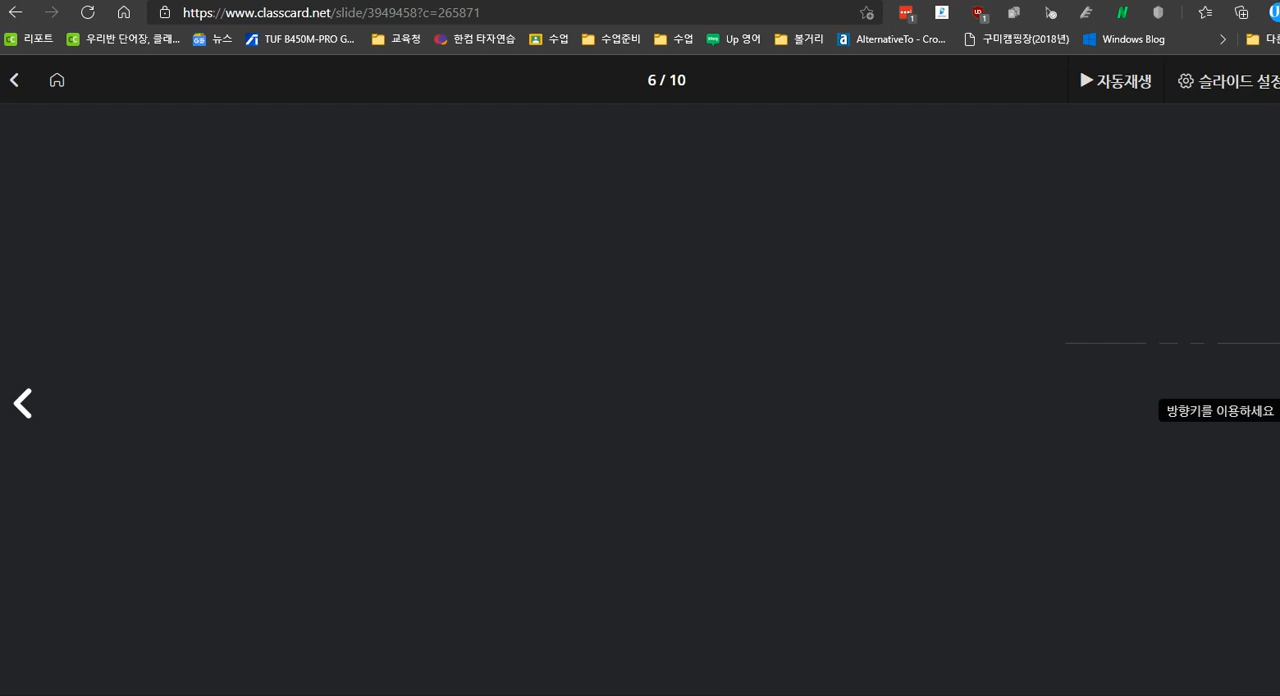 https://www.classcard.net/slide/3949458?c=265871
리포트 우리반 단어장, 클래... 뉴스 TUF B450M-PRO G... 교육청 한컴 타자연습 수업 수업준비 수업 Up 영어 볼거리 AlternativeTo - Cro... 구미캠핑장(2018년) Windows Blog 다른
6 / 10
▶자동재생 슬라이드 설정
방향키를 이용하세요